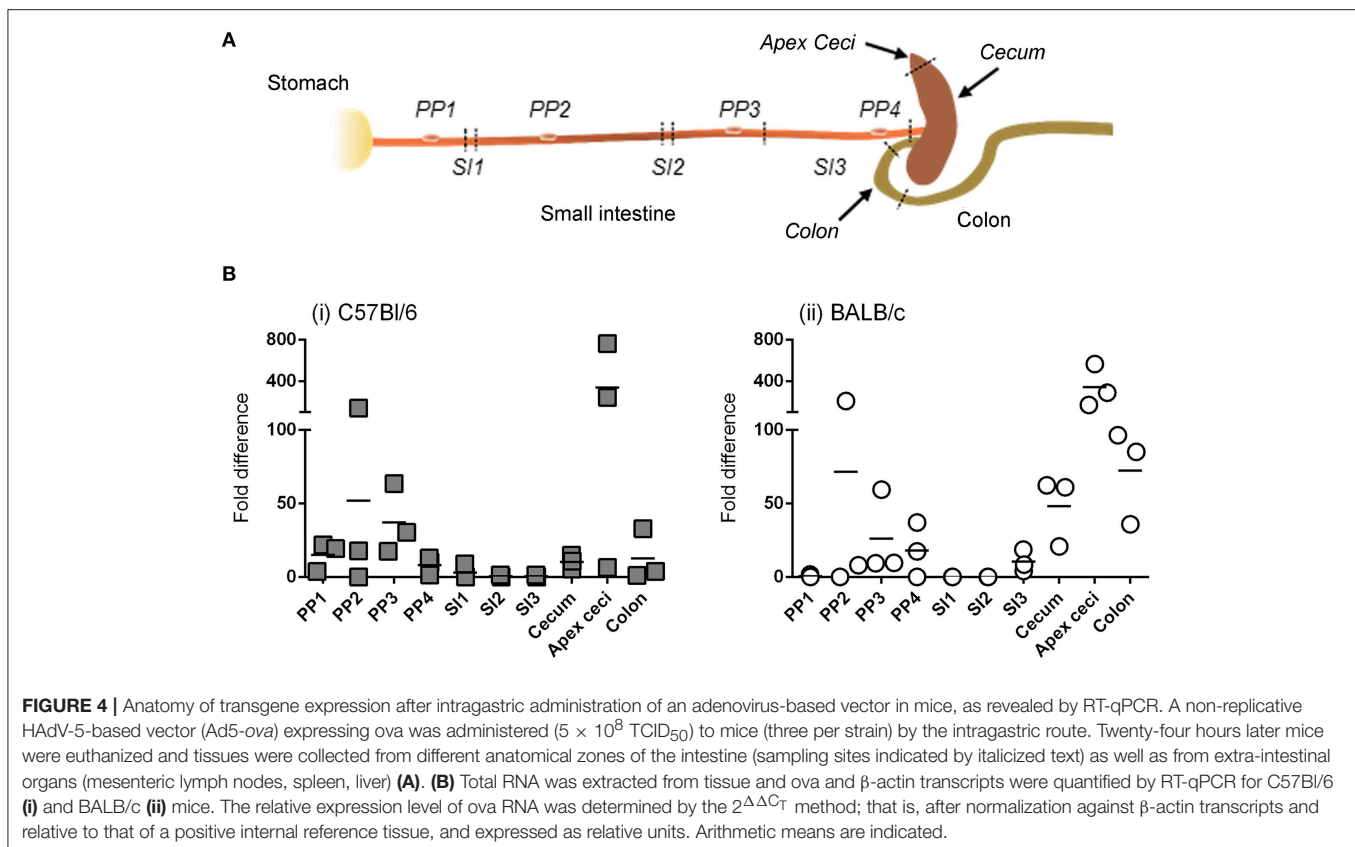 A
Apex Ceci
Cecum
Stomach
PP1
PP2
PP3
PP4
SI1
SI2
SI3
Small intestine
Colon
Colon
B
(i) C57Bl/6
Fold difference
800
400
100
50
0
PP1
PP2
PP3
PP4
SI1
SI2
SI3
Cecum
Apex ceci
Colon
(ii) BALB/c
Fold difference
800
400
100
50
0
PP1
PP2
PP3
PP4
SI1
SI2
SI3
Cecum
Apex ceci
Colon
FIGURE 4 | Anatomy of transgene expression after intragastric administration of an adenovirus-based vector in mice, as revealed by RT-qPCR. A non-replicative
HAdV-5-based vector (Ad5-ova) expressing ova was administered (5 × 10⁸ TCID₅₀) to mice (three per strain) by the intragastric route. Twenty-four hours later mice
were euthanized and tissues were collected from different anatomical zones of the intestine (sampling sites indicated by italicized text) as well as from extra-intestinal
organs (mesenteric lymph nodes, spleen, liver) (A). (B) Total RNA was extracted from tissue and ova and β-actin transcripts were quantified by RT-qPCR for C57Bl/6
(i) and BALB/c (ii) mice. The relative expression level of ova RNA was determined by the 2^ΔΔC_T method; that is, after normalization against β-actin transcripts and
relative to that of a positive internal reference tissue, and expressed as relative units. Arithmetic means are indicated.